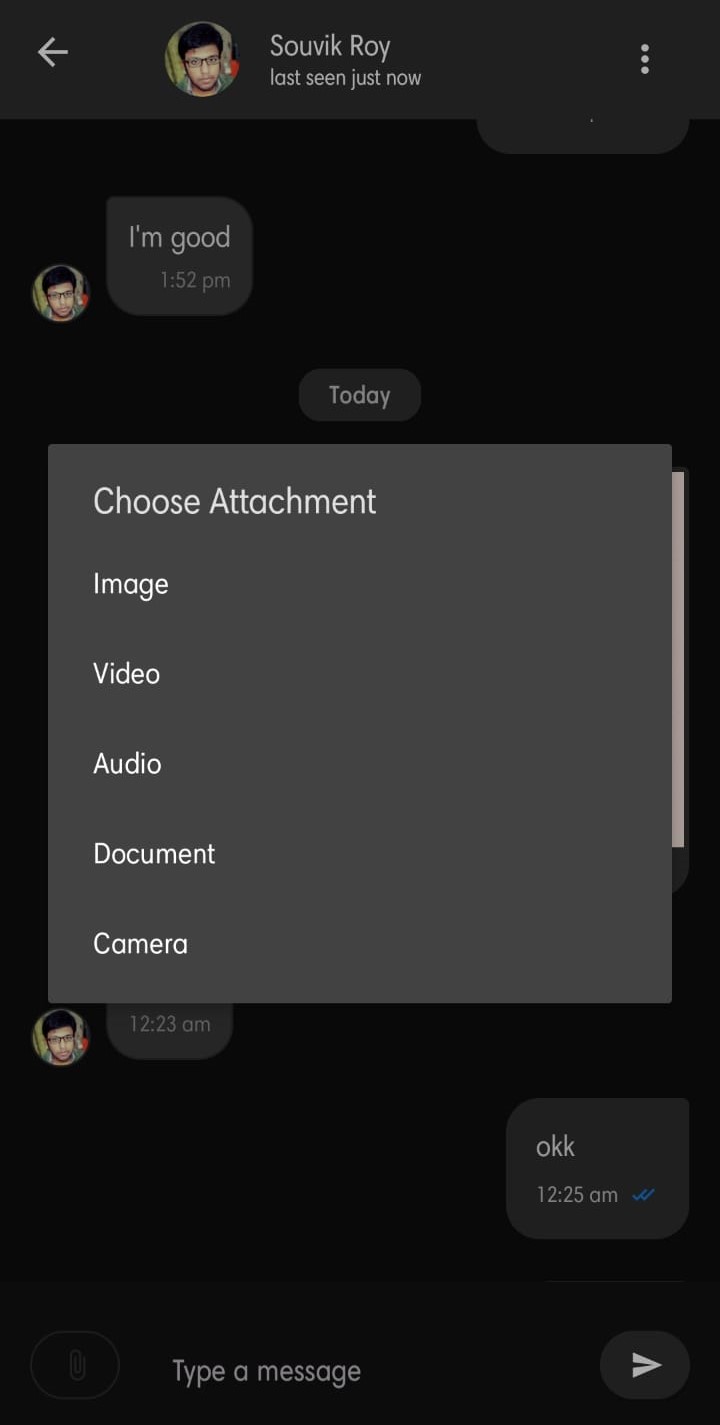 Souvik Roy
last seen just now
I'm good
1:52 pm
Today
Choose Attachment
Image
Video
Audio
Document
Camera
12:23 am
okk
12:25 am
Type a message